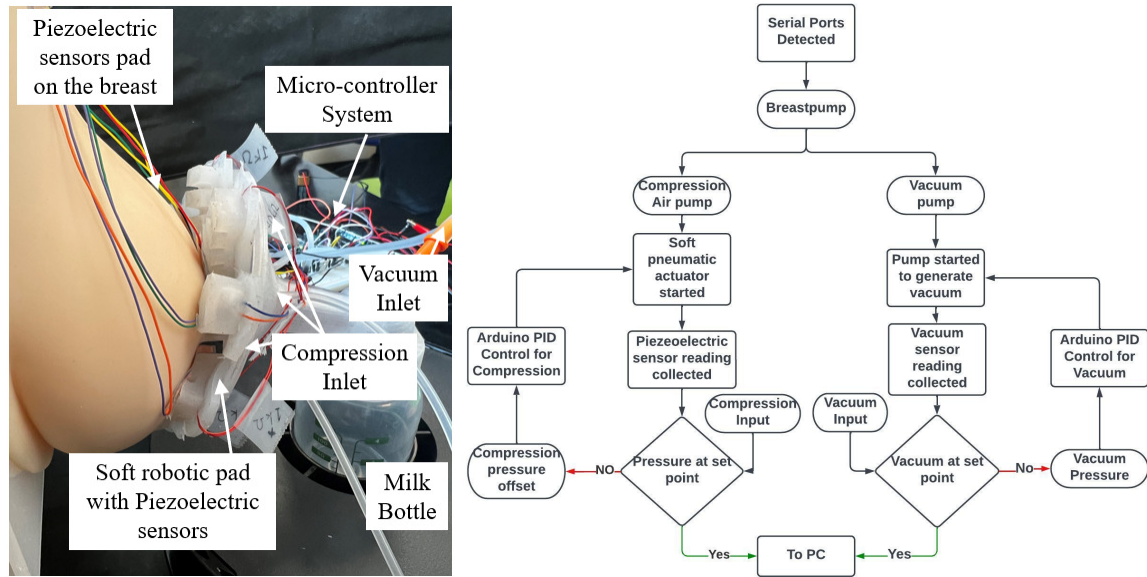 Piezoelectric
sensors pad
on the breast
Micro-controller
System
1kΩ
Vacuum
Inlet
Compression
Inlet
1kΩ
Soft robotic pad
with Piezoelectric
sensors
Milk
Bottle
Serial Ports
Detected
Breastpump
Compression
Air pump
Vacuum
pump
Soft
pneumatic
actuator
started
Pump started
to generate
vacuum
Arduino PID
Control for
Compression
Piezoelectric
sensor reading
collected
Vacuum
sensor
reading
collected
Arduino PID
Control for
Vacuum
Compression
Input
Vacuum
Input
Compression
pressure
offset
NO
Pressure at set
point
Vacuum at set
point
No
Vacuum
Pressure
Yes
To PC
Yes